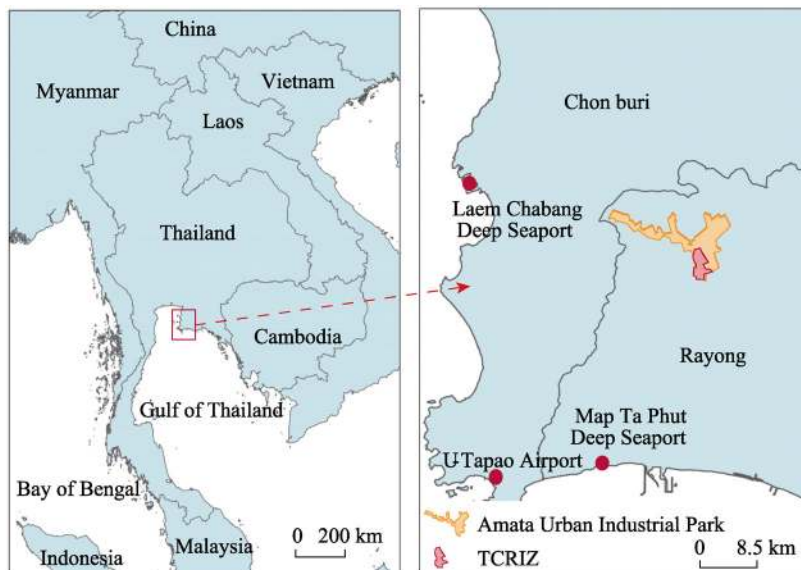 China
Vietnam
Myanmar
Laos
Thailand
Cambodia
Gulf of Thailand
Bay of Bengal
Malaysia
Indonesia
0 200 km
Chon buri
Laem Chabang
Deep Seaport
Rayong
Map Ta Phut
Deep Seaport
U-Tapao Airport
Amata Urban Industrial Park
TCRIZ
0 8.5 km